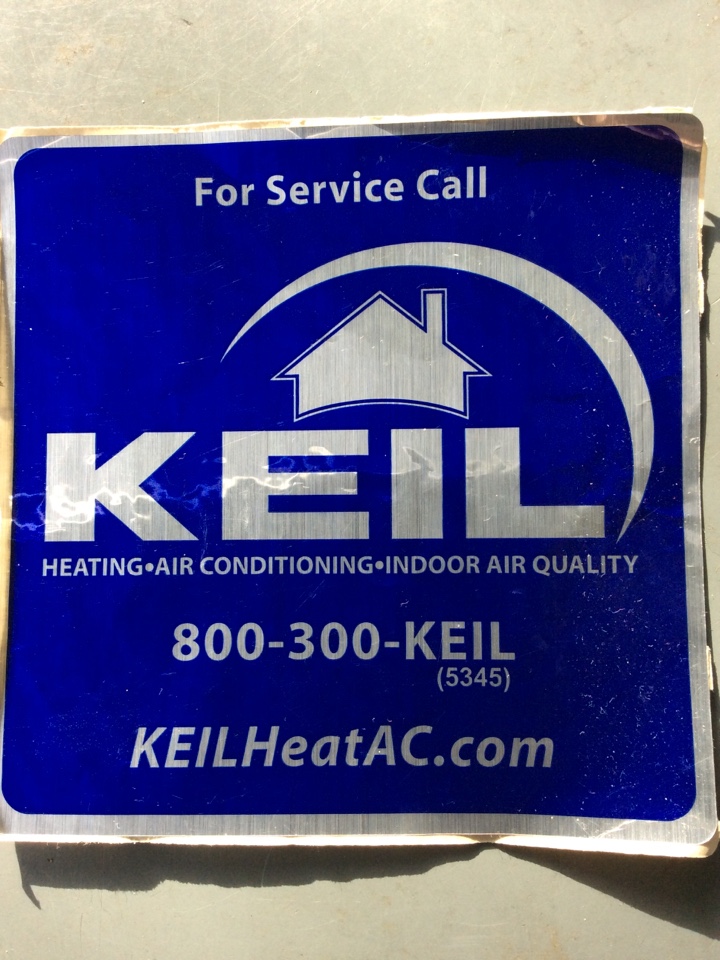 For Service Call
KEIL
HEATING•AIR CONDITIONING•INDOOR AIR QUALITY
800-300-KEIL
(5345)
KEILHeatAC.com